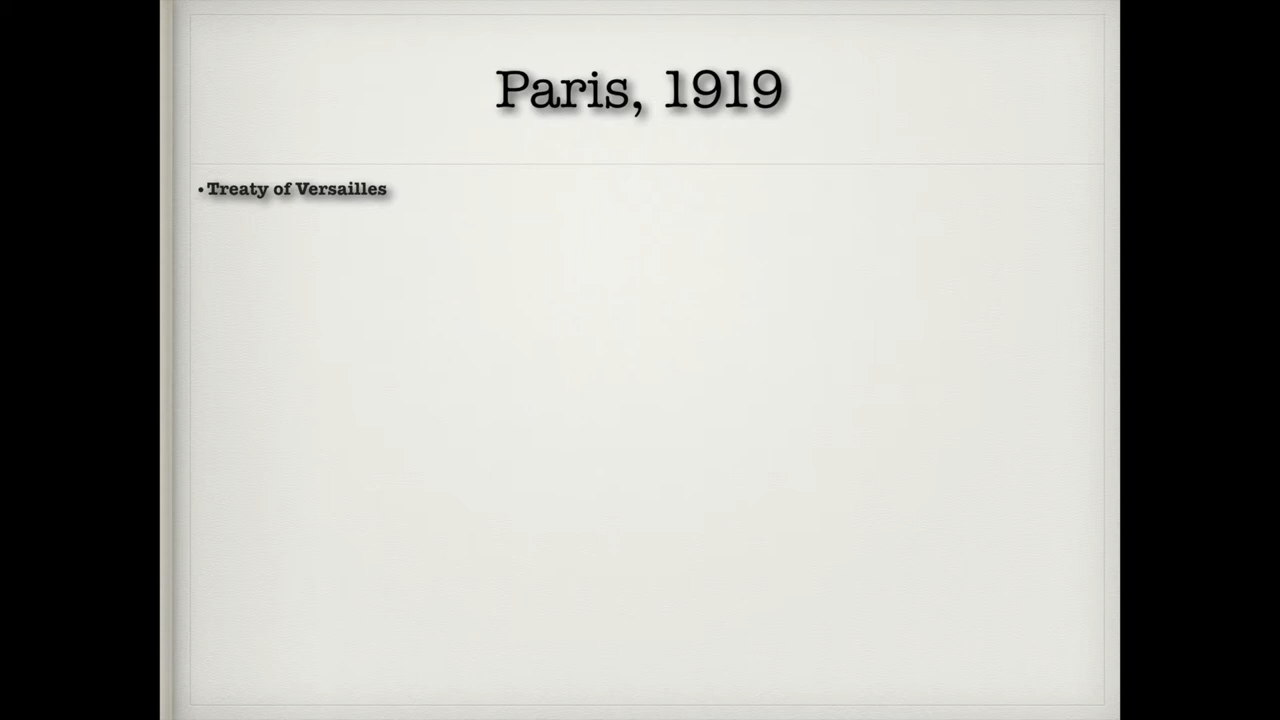 Paris, 1919
• Treaty of Versailles